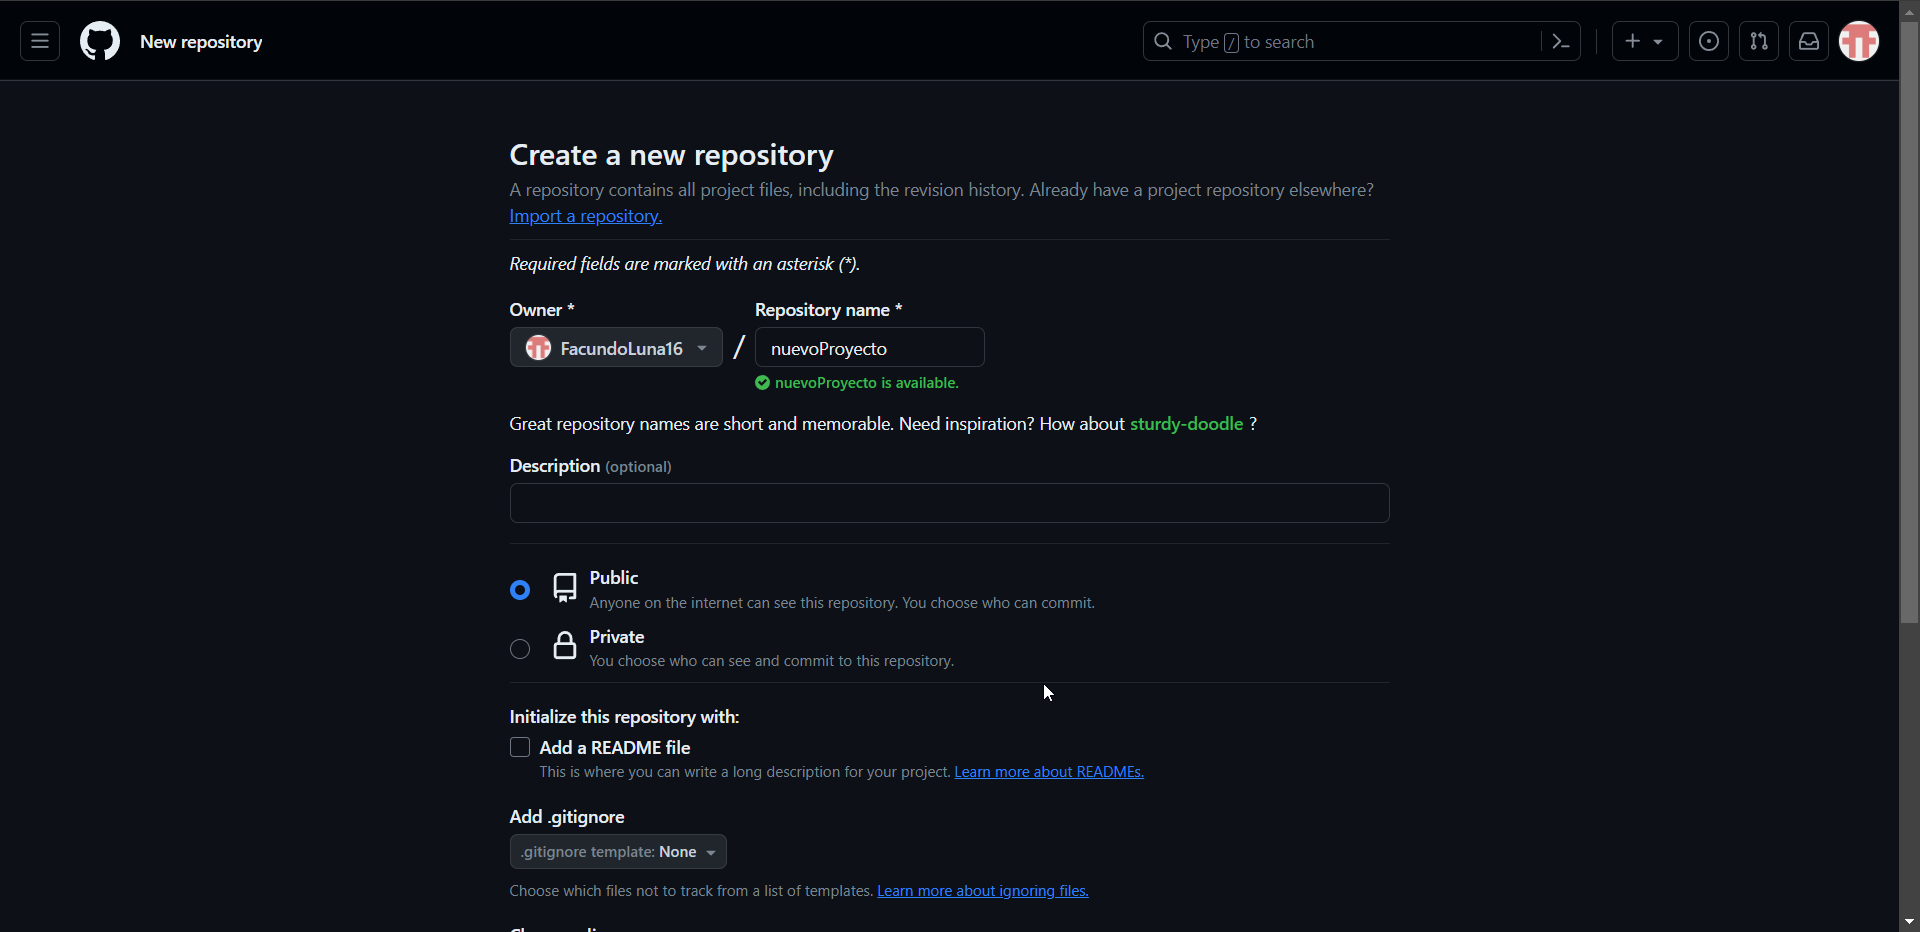 New repository
Type / to search
Create a new repository
A repository contains all project files, including the revision history. Already have a project repository elsewhere?
Import a repository.
Required fields are marked with an asterisk (*).
Owner * Repository name *
FacundoLuna16 / nuevoProyecto
nuevoProyecto is available.
Great repository names are short and memorable. Need inspiration? How about sturdy-doodle ?
Description (optional)
Public
Anyone on the internet can see this repository. You choose who can commit.
Private
You choose who can see and commit to this repository.
Initialize this repository with:
Add a README file
This is where you can write a long description for your project. Learn more about READMEs.
Add .gitignore
.gitignore template: None
Choose which files not to track from a list of templates. Learn more about ignoring files.